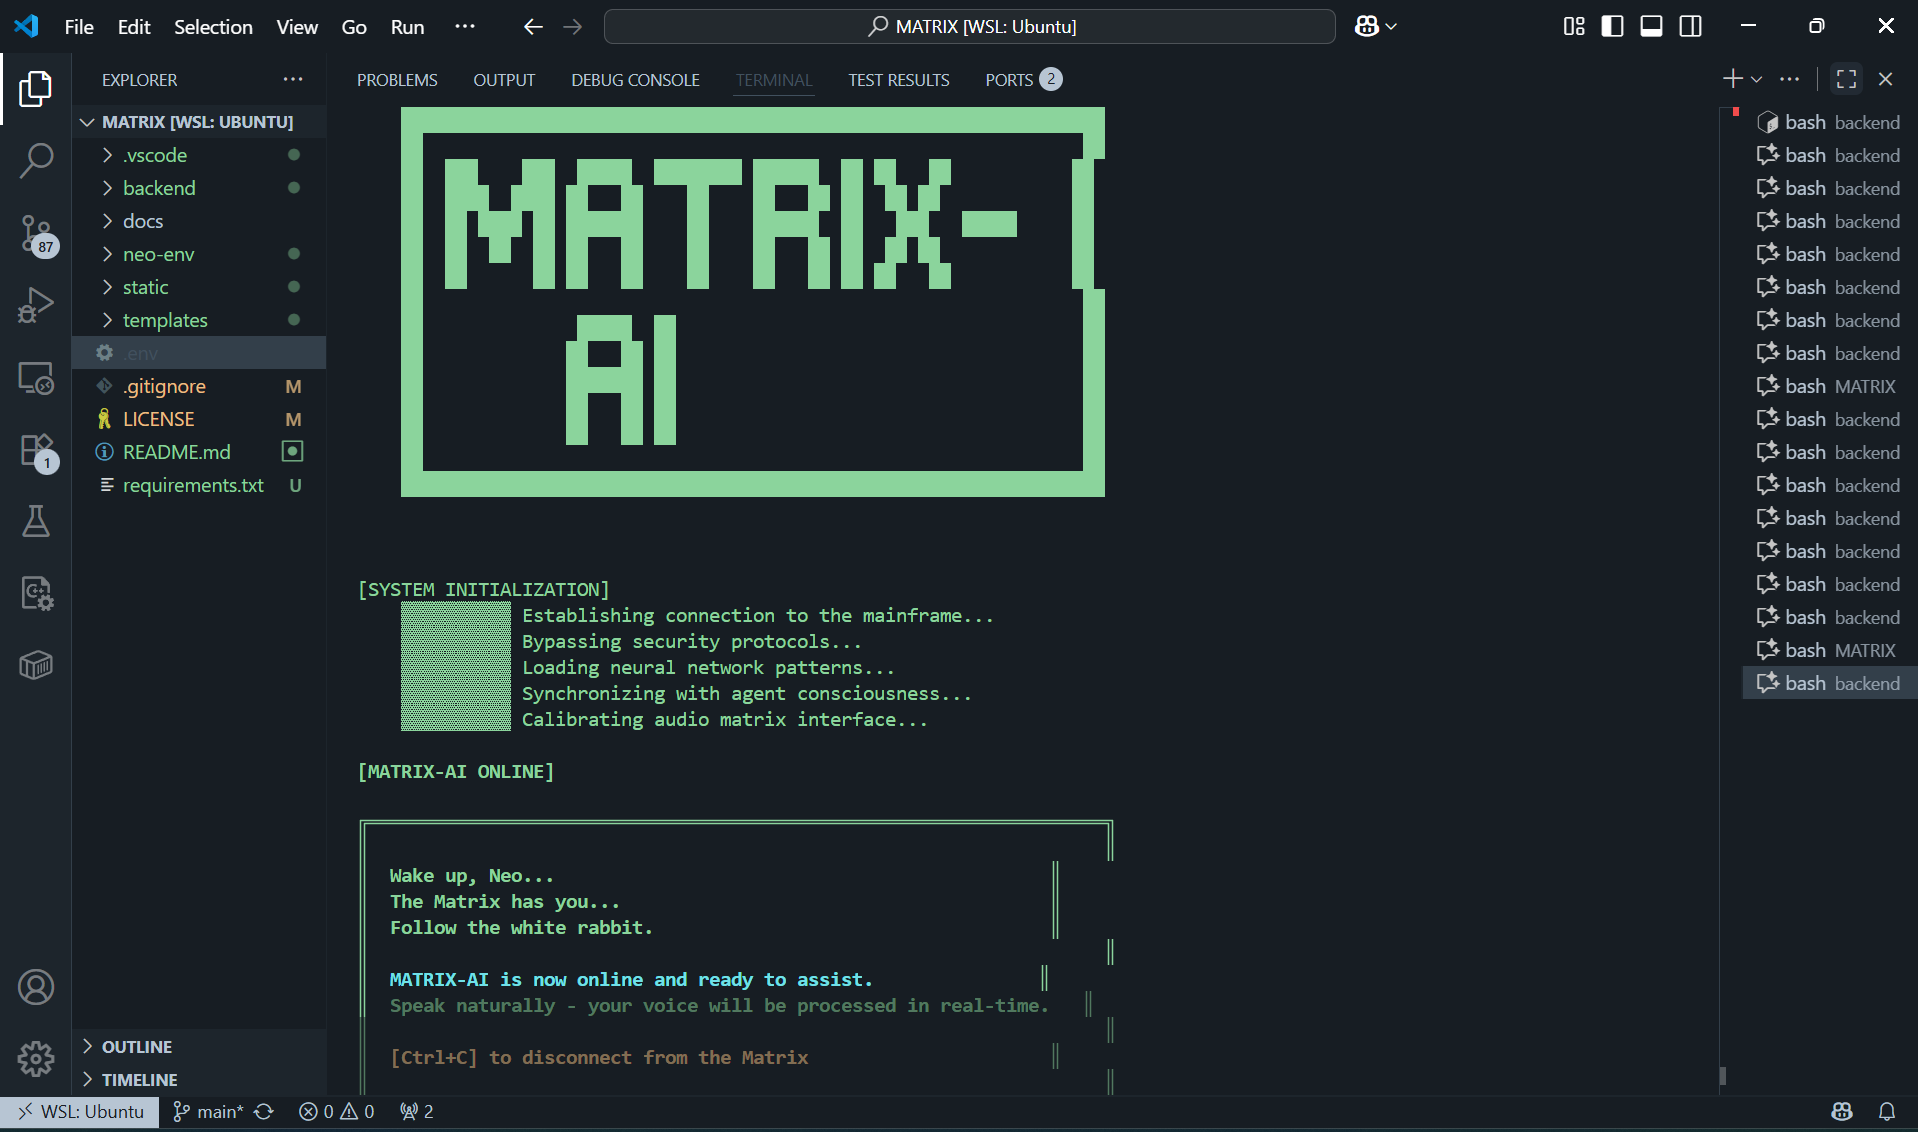 File Edit Selection View Go Run ···
MATRIX [WSL: Ubuntu]
EXPLORER ···
MATRIX [WSL: UBUNTU]
.vscode
backend
docs
neo-env
static
templates
.env
.gitignore M
LICENSE M
README.md
requirements.txt U
OUTLINE
TIMELINE
87
1
PROBLEMS OUTPUT DEBUG CONSOLE TERMINAL TEST RESULTS PORTS 2
MATRIX-
AI
[SYSTEM INITIALIZATION]
Establishing connection to the mainframe...
Bypassing security protocols...
Loading neural network patterns...
Synchronizing with agent consciousness...
Calibrating audio matrix interface...
[MATRIX-AI ONLINE]
Wake up, Neo...
The Matrix has you...
Follow the white rabbit.
MATRIX-AI is now online and ready to assist.
Speak naturally - your voice will be processed in real-time.
[Ctrl+C] to disconnect from the Matrix
bash backend
bash backend
bash backend
bash backend
bash backend
bash backend
bash backend
bash backend
bash MATRIX
bash backend
bash backend
bash backend
bash backend
bash backend
bash backend
bash backend
bash MATRIX
bash backend
WSL: Ubuntu main* 0 0 2